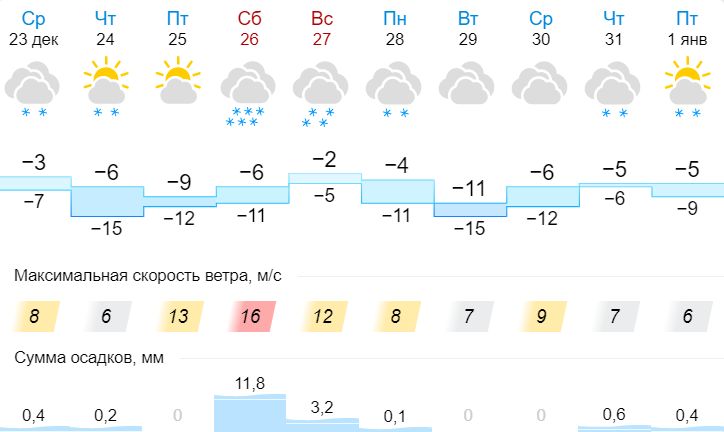 Ср Чт Пт Сб Вс Пн Вт Ср Чт Пт
23 дек 24 25 26 27 28 29 30 31 1 янв
−3 −6 −9 −6 −2 −4 −11 −6 −5 −5
−7 −15 −12 −11 −5 −11 −15 −12 −6 −9
Максимальная скорость ветра, м/с
8 6 13 16 12 8 7 9 7 6
Сумма осадков, мм
0,4 0,2 0 11,8 3,2 0,1 0 0 0,6 0,4